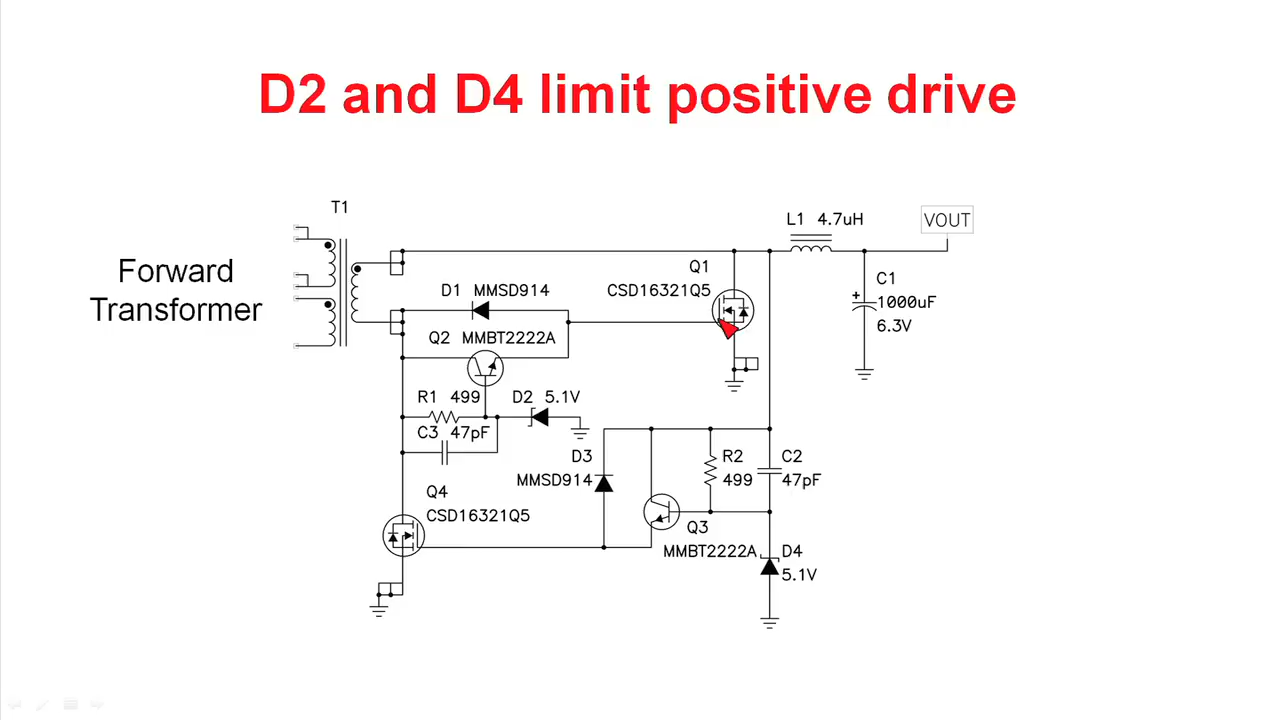 D2 and D4 limit positive drive
T1
Forward
Transformer
L1 4.7uH
VOUT
Q1
CSD16321Q5
C1
+
1000uF
6.3V
D1 MMSD914
Q2 MMBT2222A
R1 499
D2 5.1V
C3 47pF
D3
MMSD914
R2
499
C2
47pF
Q4
CSD16321Q5
Q3
MMBT2222A
D4
5.1V